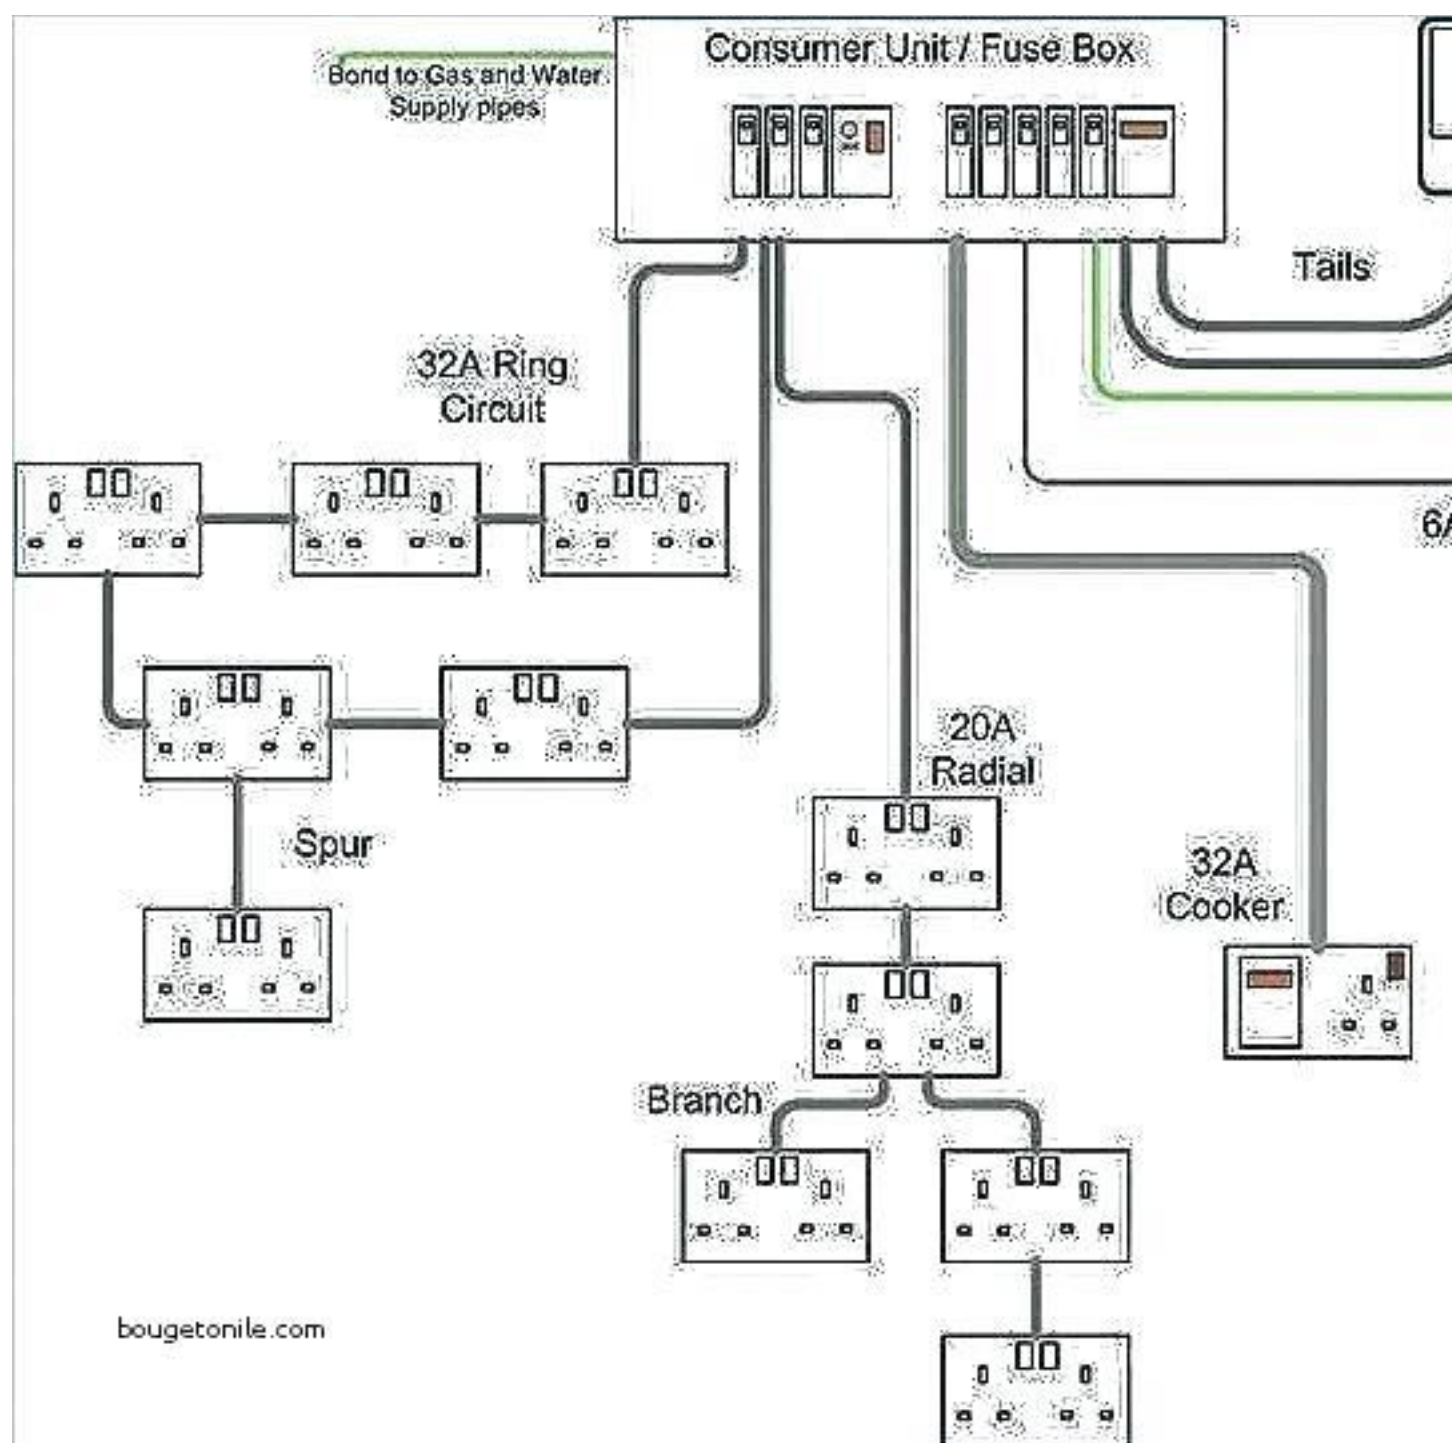 Consumer Unit / Fuse Box
Bond to Gas and Water
Supply pipes
Tails
32A Ring
Circuit
6A
20A
Radial
Spur
32A
Cooker
Branch
bougetonile.com